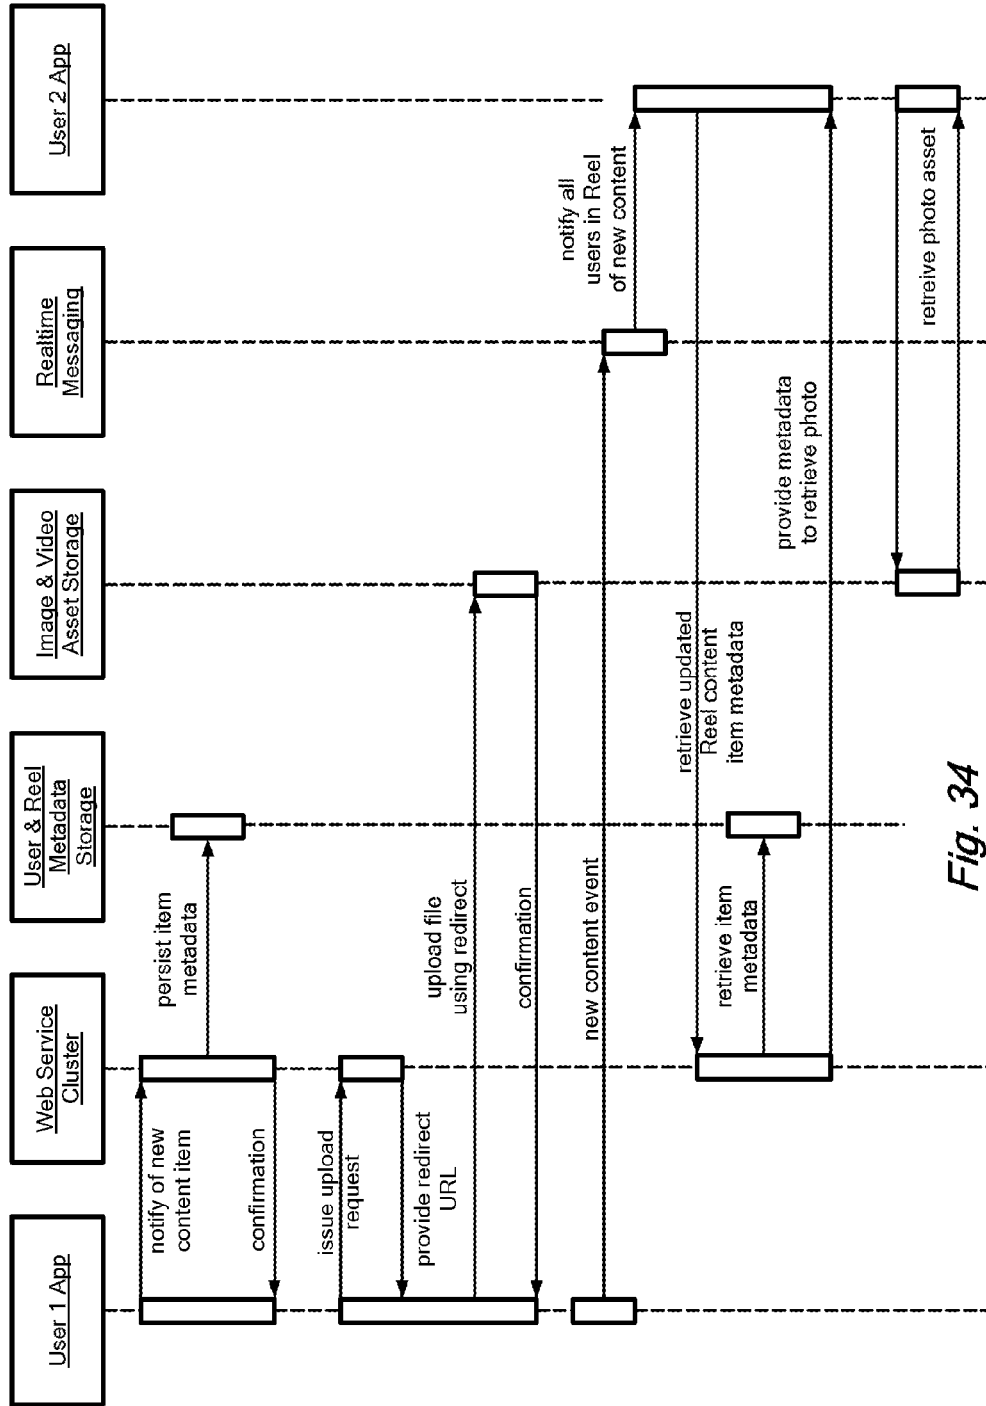 User 1 App
Web Service
Cluster
User & Reel
Metadata
Storage
Image & Video
Asset Storage
Realtime
Messaging
User 2 App
notify of new
content item
persist item
metadata
confirmation
issue upload
request
provide redirect
URL
upload file
using redirect
confirmation
new content event
notify all
users in Reel
of new content
retrieve updated
Reel content
item metadata
retrieve item
metadata
provide metadata
to retrieve photo
retreive photo asset
Fig. 34